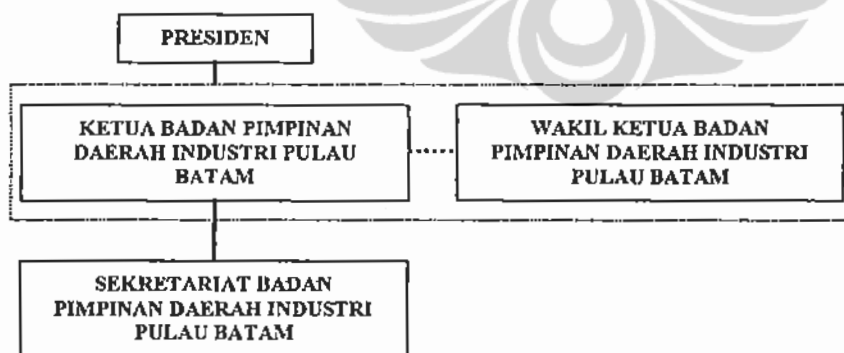 PRESIDEN
KETUA BADAN PIMPINAN
DAERAH INDUSTRI PULAU
BATAM
WAKIL KETUA BADAN
PIMPINAN DAERAH INDUSTRI
PULAU BATAM
SEKRETARIAT BADAN
PIMPINAN DAERAH INDUSTRI
PULAU BATAM